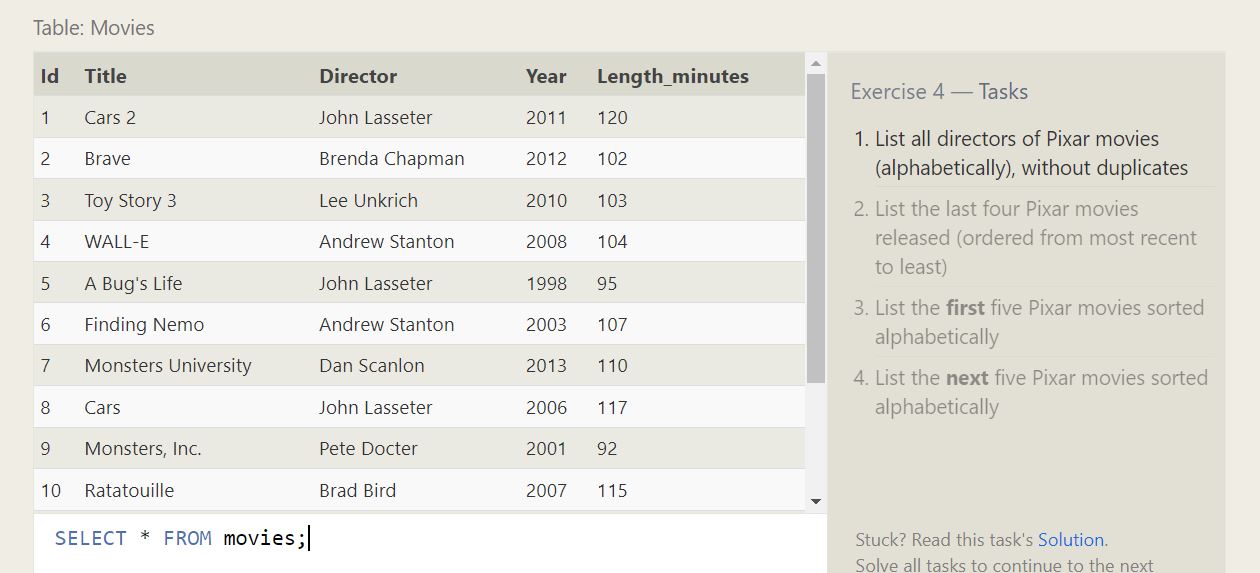 Table: Movies
Id Title Director Year Length_minutes
1 Cars 2 John Lasseter 2011 120
2 Brave Brenda Chapman 2012 102
3 Toy Story 3 Lee Unkrich 2010 103
4 WALL-E Andrew Stanton 2008 104
5 A Bug's Life John Lasseter 1998 95
6 Finding Nemo Andrew Stanton 2003 107
7 Monsters University Dan Scanlon 2013 110
8 Cars John Lasseter 2006 117
9 Monsters, Inc. Pete Docter 2001 92
10 Ratatouille Brad Bird 2007 115
SELECT * FROM movies;
Exercise 4 — Tasks
1. List all directors of Pixar movies
(alphabetically), without duplicates
2. List the last four Pixar movies
released (ordered from most recent
to least)
3. List the first five Pixar movies sorted
alphabetically
4. List the next five Pixar movies sorted
alphabetically
Stuck? Read this task's Solution.
Solve all tasks to continue to the next